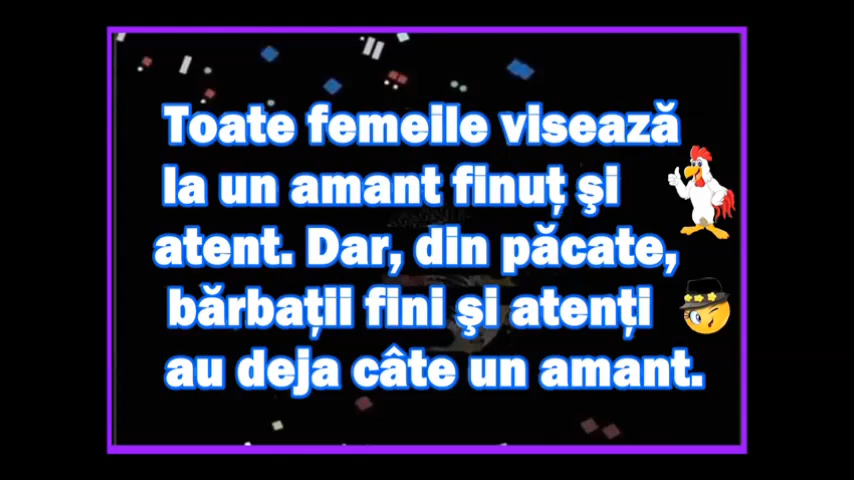 Toate femeile visează
la un amant finuț şi
atent. Dar, din păcate,
bărbații fini şi atenți
au deja câte un amant.